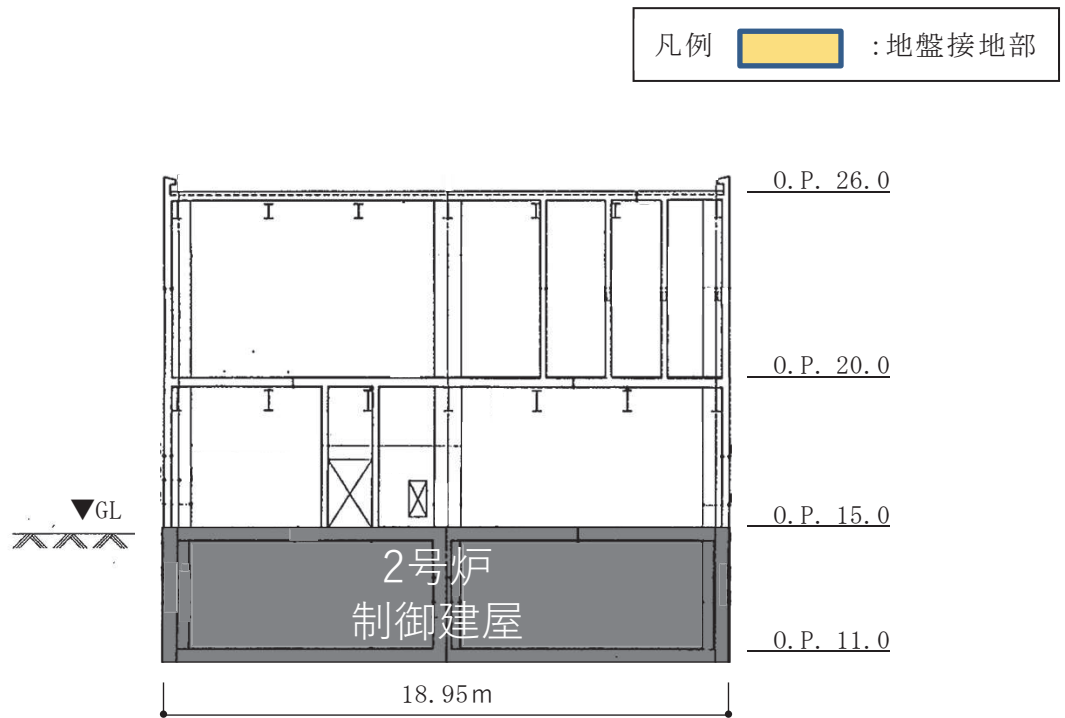 凡例 :地盤接地部
O.P. 26.0
O.P. 20.0
▼GL
O.P. 15.0
2号炉
制御建屋
O.P. 11.0
18.95m